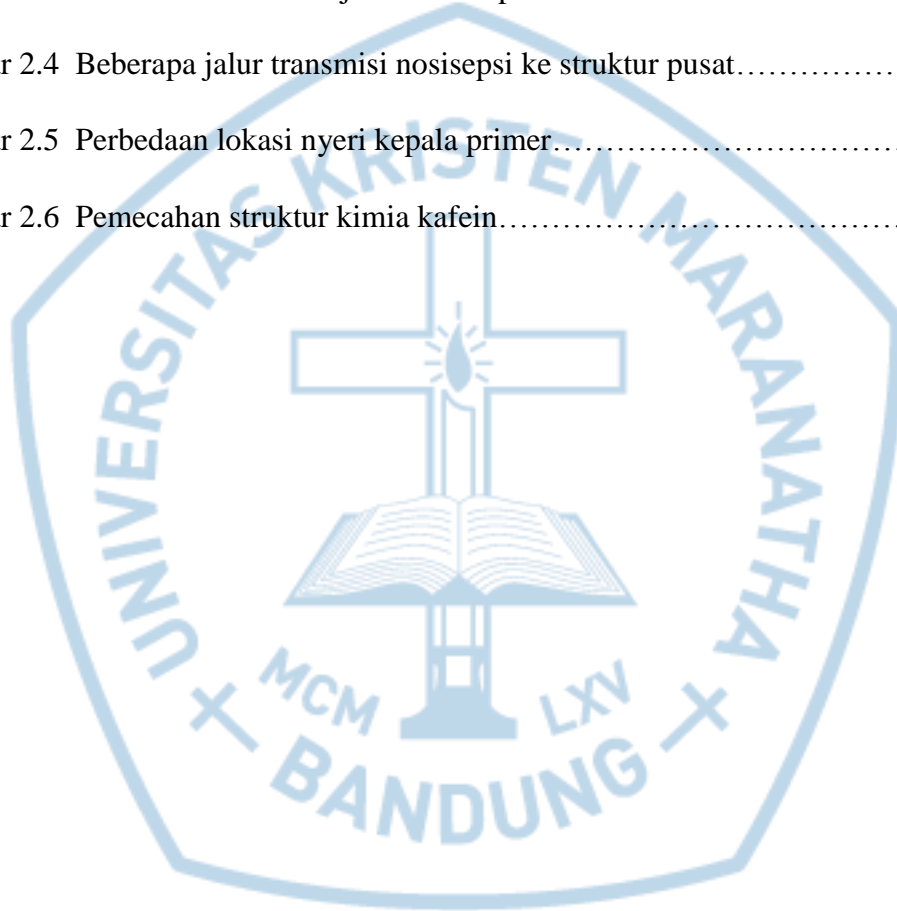 r 2.4 Beberapa jalur transmisi nosisepsi ke struktur pusat……………
r 2.5 Perbedaan lokasi nyeri kepala primer……………………………
r 2.6 Pemecahan struktur kimia kafein…………………………………
UNIVERSITAS KRISTEN MARANATHA
MCM LXV
BANDUNG